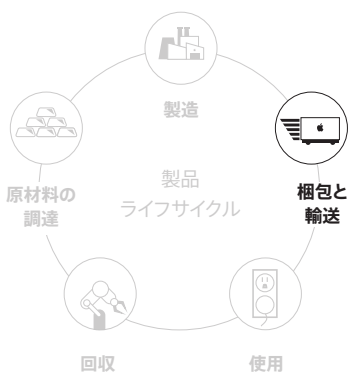 製造
原材料の
調達
製品
ライフサイクル
梱包と
輸送
回収
使用